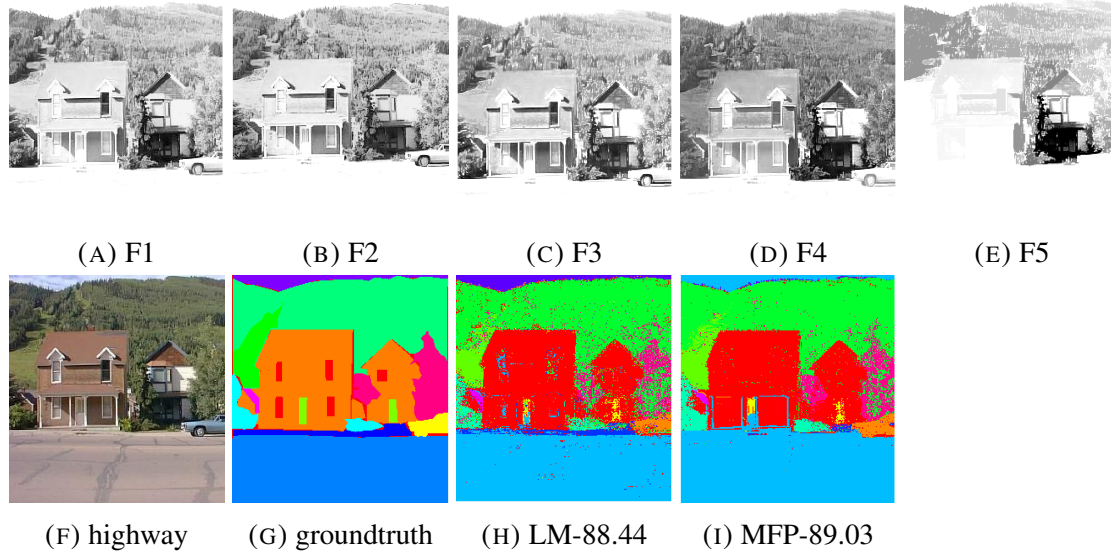 (A) F1
(B) F2
(C) F3
(D) F4
(E) F5
(F) highway
(G) groundtruth
(H) LM-88.44
(I) MFP-89.03